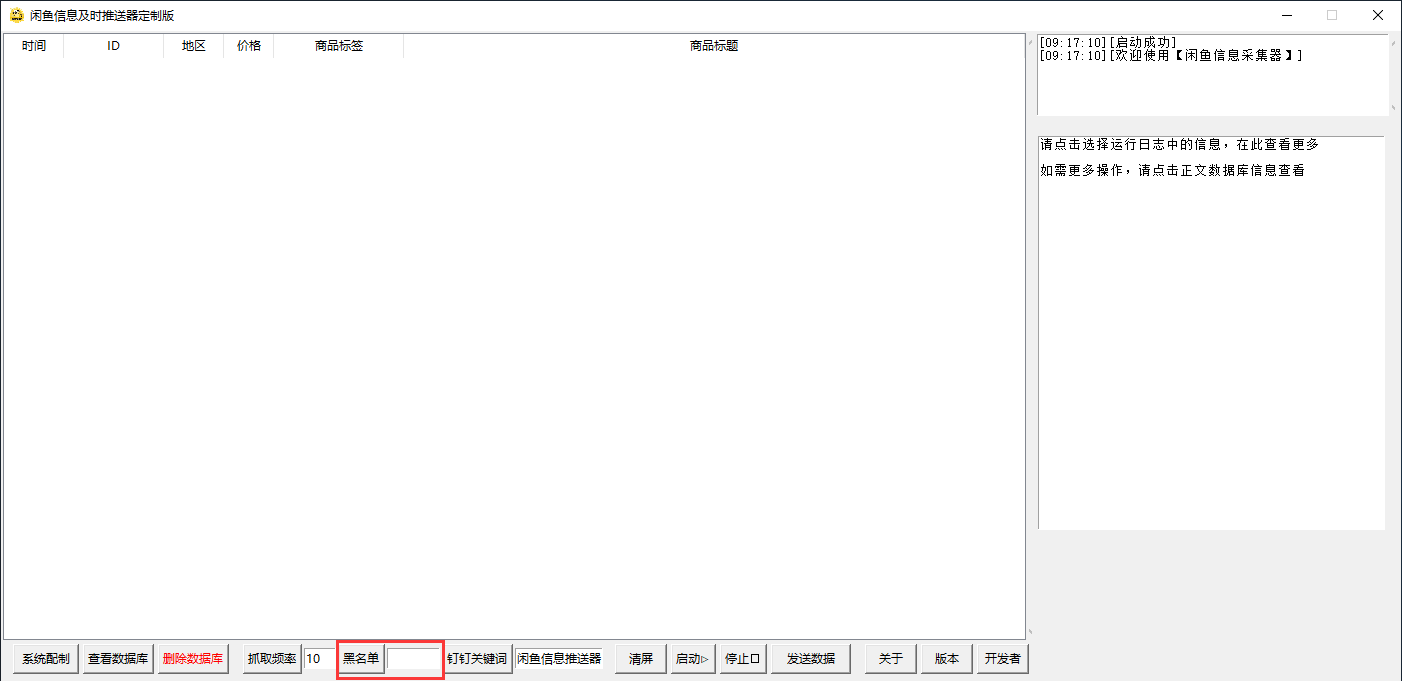 闲鱼信息及时推送器定制版
时间 ID 地区 价格 商品标签 商品标题
[09:17:10][启动成功]
[09:17:10][欢迎使用【闲鱼信息采集器】]
请点击选择运行日志中的信息，在此查看更多
如需更多操作，请点击正文数据库信息查看
系统配制 查看数据库 删除数据库 抓取频率 10 黑名单 钉钉关键词 闲鱼信息推送器 清屏 启动▷ 停止口 发送数据 关于 版本 开发者